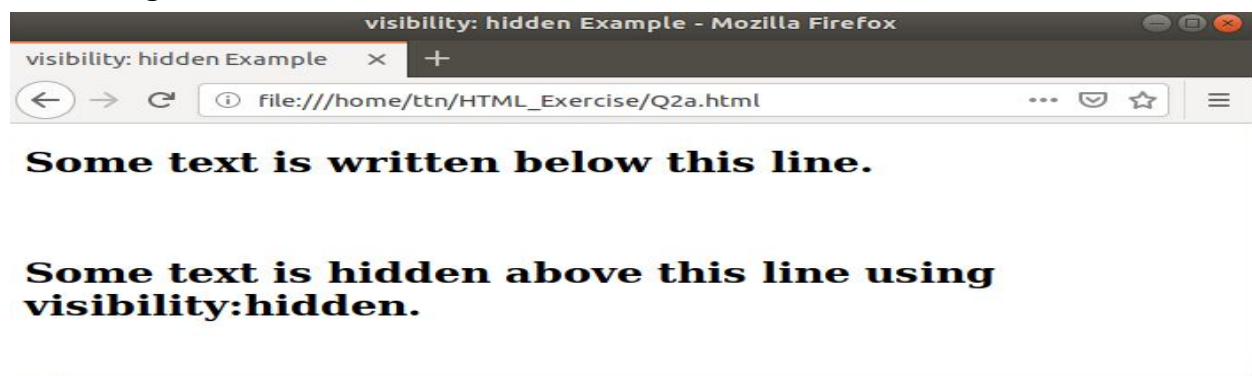 visibility: hidden Example - Mozilla Firefox
visibility: hidden Example
file:///home/ttn/HTML_Exercise/Q2a.html
Some text is written below this line.
Some text is hidden above this line using
visibility:hidden.